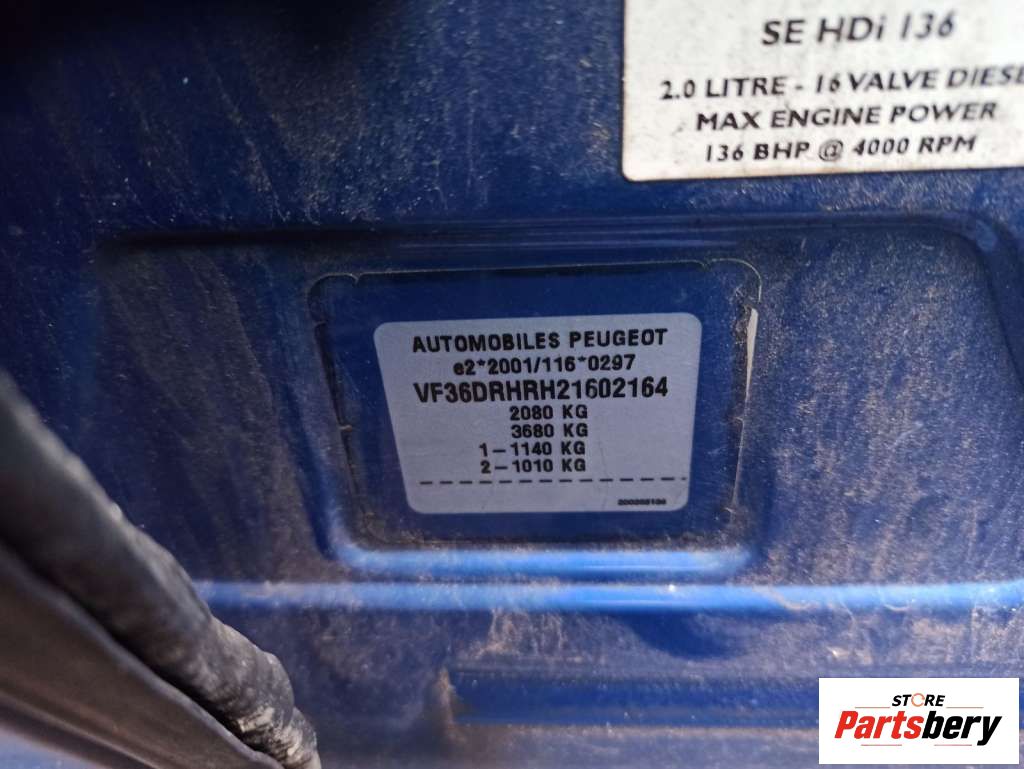 SE HDi 136
2.0 LITRE - 16 VALVE DIESE
MAX ENGINE POWER
136 BHP @ 4000 RPM
AUTOMOBILES PEUGEOT
e2*2001/116*0297
VF36DRHRH21602164
2080 KG
3680 KG
1-1140 KG
2-1010 KG
STORE
Partsbery